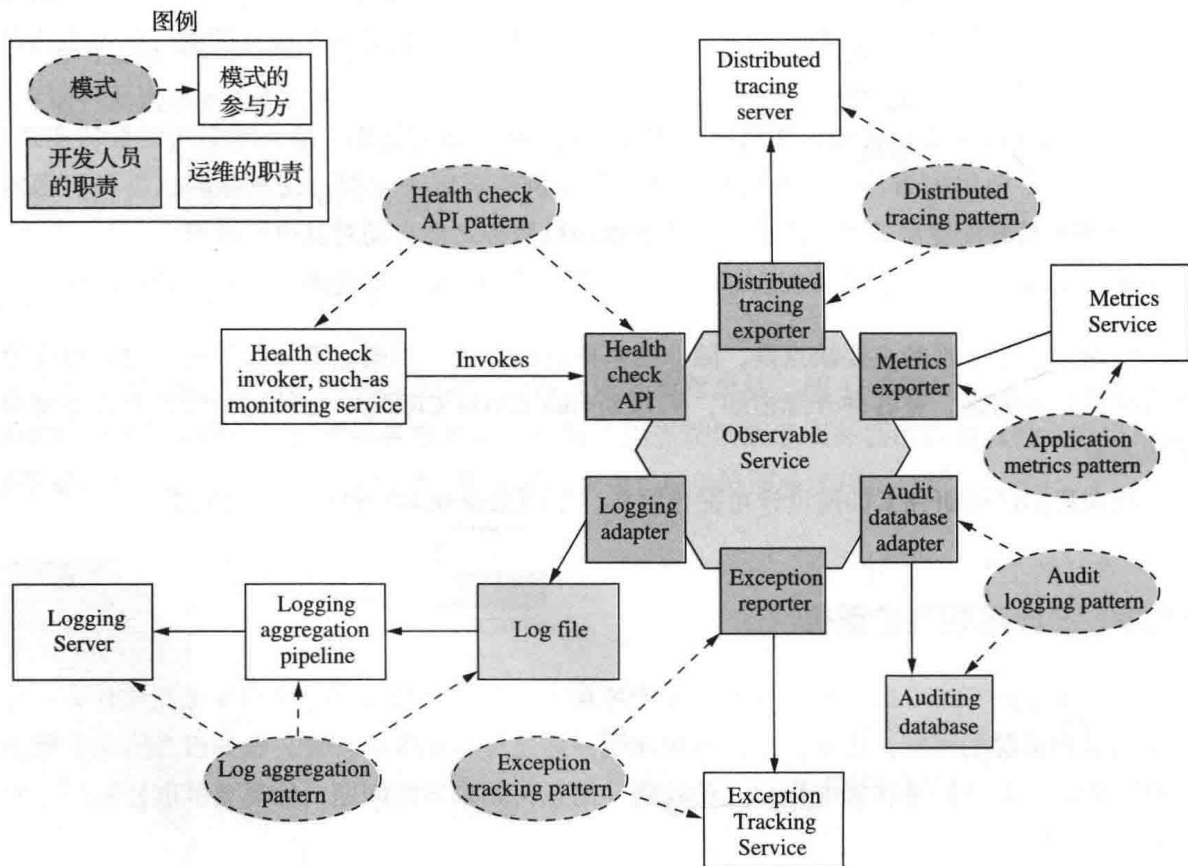 图例
模式
模式的
参与方
开发人员
的职责
运维的职责
Distributed
tracing
server
Health check
API pattern
Distributed
tracing pattern
Distributed
tracing
exporter
Metrics
Service
Health check
invoker, such-as
monitoring service
Invokes
Health
check
API
Metrics
exporter
Observable
Service
Application
metrics pattern
Logging
adapter
Audit
database
adapter
Exception
reporter
Audit
logging pattern
Logging
Server
Logging
aggregation
pipeline
Log file
Auditing
database
Log aggregation
pattern
Exception
tracking pattern
Exception
Tracking
Service